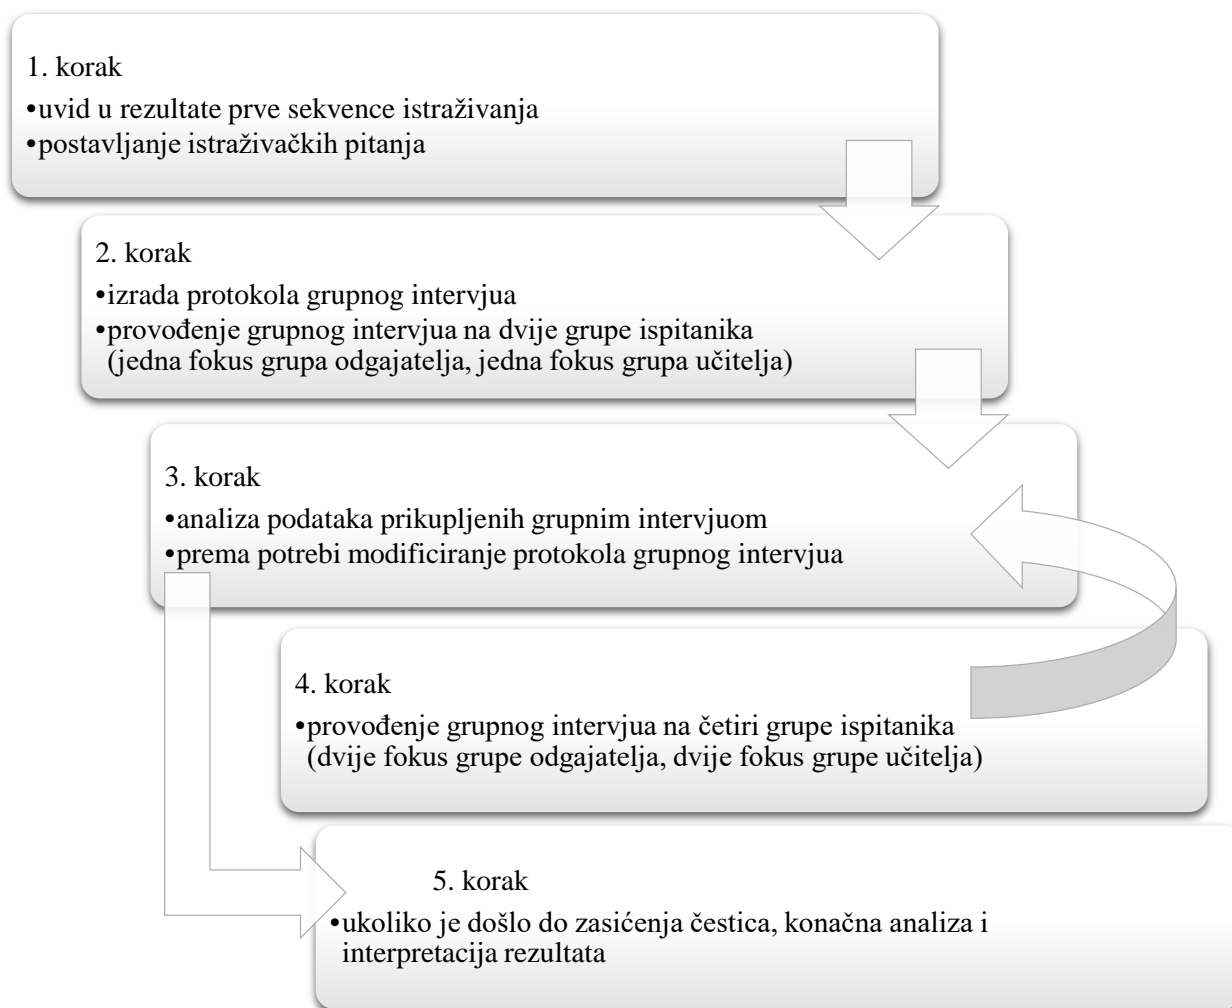 1. korak
•uvid u rezultate prve sekvence istraživanja
•postavljanje istraživačkih pitanja
2. korak
•izrada protokola grupnog intervjua
•provođenje grupnog intervjua na dvije grupe ispitanika
(jedna fokus grupa odgajatelja, jedna fokus grupa učitelja)
3. korak
•analiza podataka prikupljenih grupnim intervjuom
•prema potrebi modificiranje protokola grupnog intervjua
4. korak
•provođenje grupnog intervjua na četiri grupe ispitanika
(dvije fokus grupe odgajatelja, dvije fokus grupe učitelja)
5. korak
•ukoliko je došlo do zasićenja čestica, konačna analiza i
interpretacija rezultata